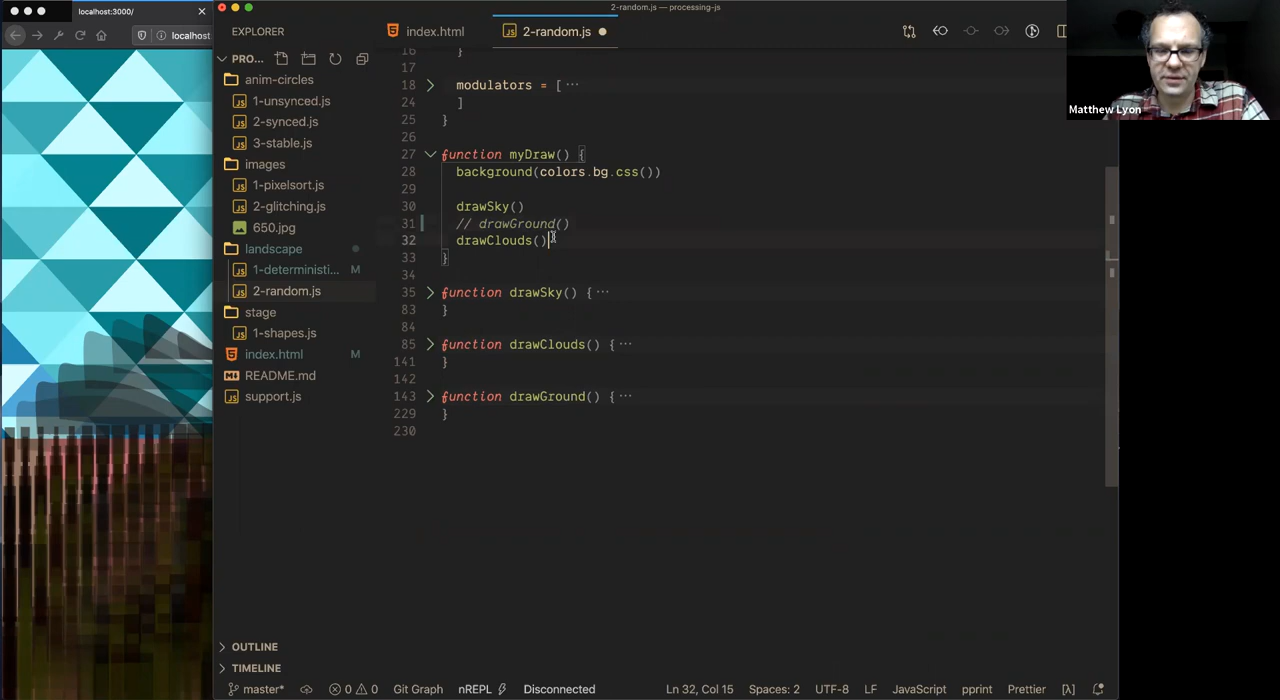 localhost:3000/
localhost
2-random.js — processing-js
EXPLORER
index.html
2-random.js
PRO...
anim-circles
1-unsynced.js
2-synced.js
3-stable.js
images
1-pixelsort.js
2-glitching.js
650.jpg
landscape
1-deterministi... M
2-random.js
stage
1-shapes.js
index.html M
README.md
support.js
OUTLINE
TIMELINE
16 }
17
18 modulators = [ ···
24 ]
25 }
26
27 function myDraw() {
28 background(colors.bg.css())
29
30 drawSky()
31 // drawGround()
32 drawClouds()
33 }
34
35 function drawSky() { ···
83 }
84
85 function drawClouds() { ···
141 }
142
143 function drawGround() { ···
229 }
230
Matthew Lyon
master* 0 0 Git Graph nREPL Disconnected Ln 32, Col 15 Spaces: 2 UTF-8 LF JavaScript pprint Prettier [λ]